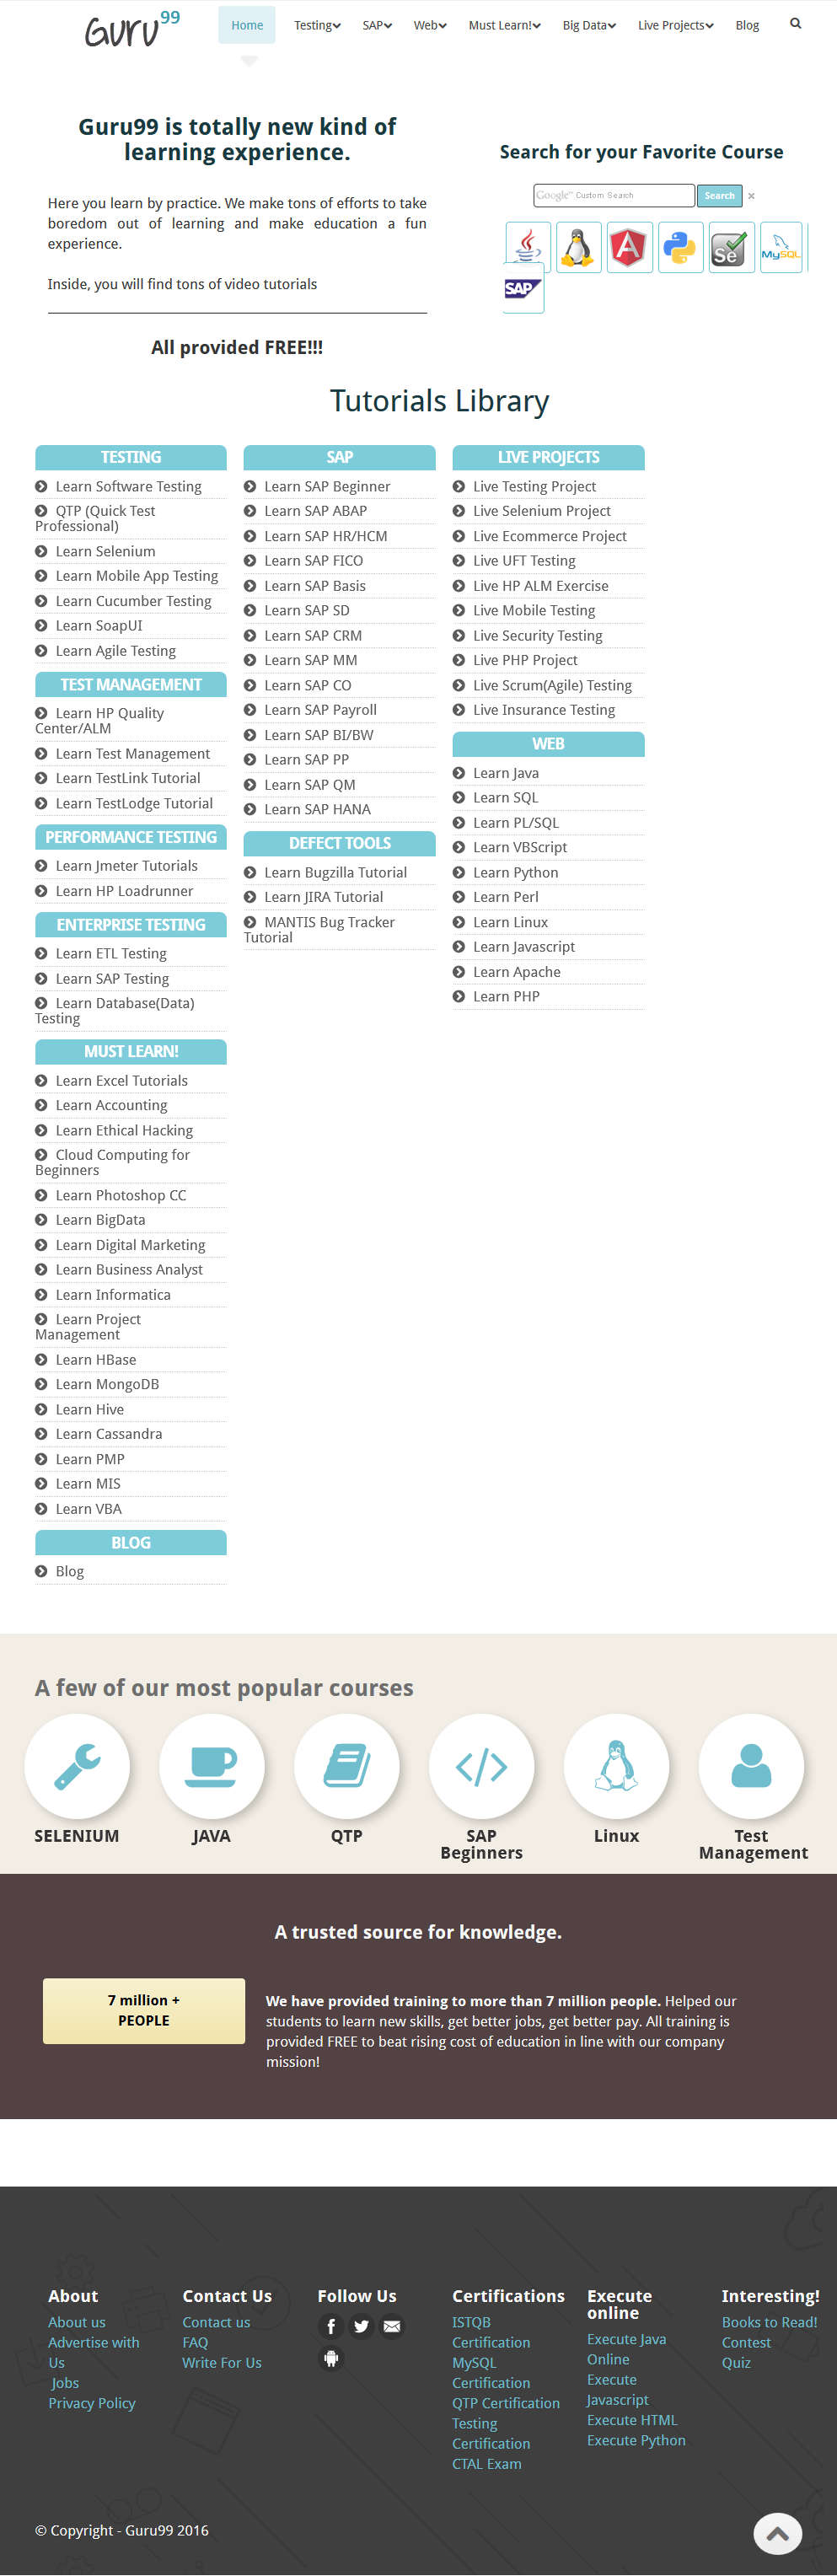 Guru99
Home Testing SAP Web Must Learn! Big Data Live Projects Blog
Guru99 is totally new kind of
learning experience.
Here you learn by practice. We make tons of efforts to take
boredom out of learning and make education a fun
experience.
Inside, you will find tons of video tutorials
All provided FREE!!!
Search for your Favorite Course
Google™ Custom Search Search ×
Se
MySQL
SAP
Tutorials Library
TESTING
Learn Software Testing
QTP (Quick Test
Professional)
Learn Selenium
Learn Mobile App Testing
Learn Cucumber Testing
Learn SoapUI
Learn Agile Testing
TEST MANAGEMENT
Learn HP Quality
Center/ALM
Learn Test Management
Learn TestLink Tutorial
Learn TestLodge Tutorial
PERFORMANCE TESTING
Learn Jmeter Tutorials
Learn HP Loadrunner
ENTERPRISE TESTING
Learn ETL Testing
Learn SAP Testing
Learn Database(Data)
Testing
MUST LEARN!
Learn Excel Tutorials
Learn Accounting
Learn Ethical Hacking
Cloud Computing for
Beginners
Learn Photoshop CC
Learn BigData
Learn Digital Marketing
Learn Business Analyst
Learn Informatica
Learn Project
Management
Learn HBase
Learn MongoDB
Learn Hive
Learn Cassandra
Learn PMP
Learn MIS
Learn VBA
BLOG
Blog
SAP
Learn SAP Beginner
Learn SAP ABAP
Learn SAP HR/HCM
Learn SAP FICO
Learn SAP Basis
Learn SAP SD
Learn SAP CRM
Learn SAP MM
Learn SAP CO
Learn SAP Payroll
Learn SAP BI/BW
Learn SAP PP
Learn SAP QM
Learn SAP HANA
DEFECT TOOLS
Learn Bugzilla Tutorial
Learn JIRA Tutorial
MANTIS Bug Tracker
Tutorial
LIVE PROJECTS
Live Testing Project
Live Selenium Project
Live Ecommerce Project
Live UFT Testing
Live HP ALM Exercise
Live Mobile Testing
Live Security Testing
Live PHP Project
Live Scrum(Agile) Testing
Live Insurance Testing
WEB
Learn Java
Learn SQL
Learn PL/SQL
Learn VBScript
Learn Python
Learn Perl
Learn Linux
Learn Javascript
Learn Apache
Learn PHP
A few of our most popular courses
SELENIUM
JAVA
QTP
SAP
Beginners
Linux
Test
Management
A trusted source for knowledge.
7 million +
PEOPLE
We have provided training to more than 7 million people. Helped our
students to learn new skills, get better jobs, get better pay. All training is
provided FREE to beat rising cost of education in line with our company
mission!
About
About us
Advertise with
Us
Jobs
Privacy Policy
Contact Us
Contact us
FAQ
Write For Us
Follow Us
Certifications
ISTQB
Certification
MySQL
Certification
QTP Certification
Testing
Certification
CTAL Exam
Execute
online
Execute Java
Online
Execute
Javascript
Execute HTML
Execute Python
Interesting!
Books to Read!
Contest
Quiz
© Copyright - Guru99 2016